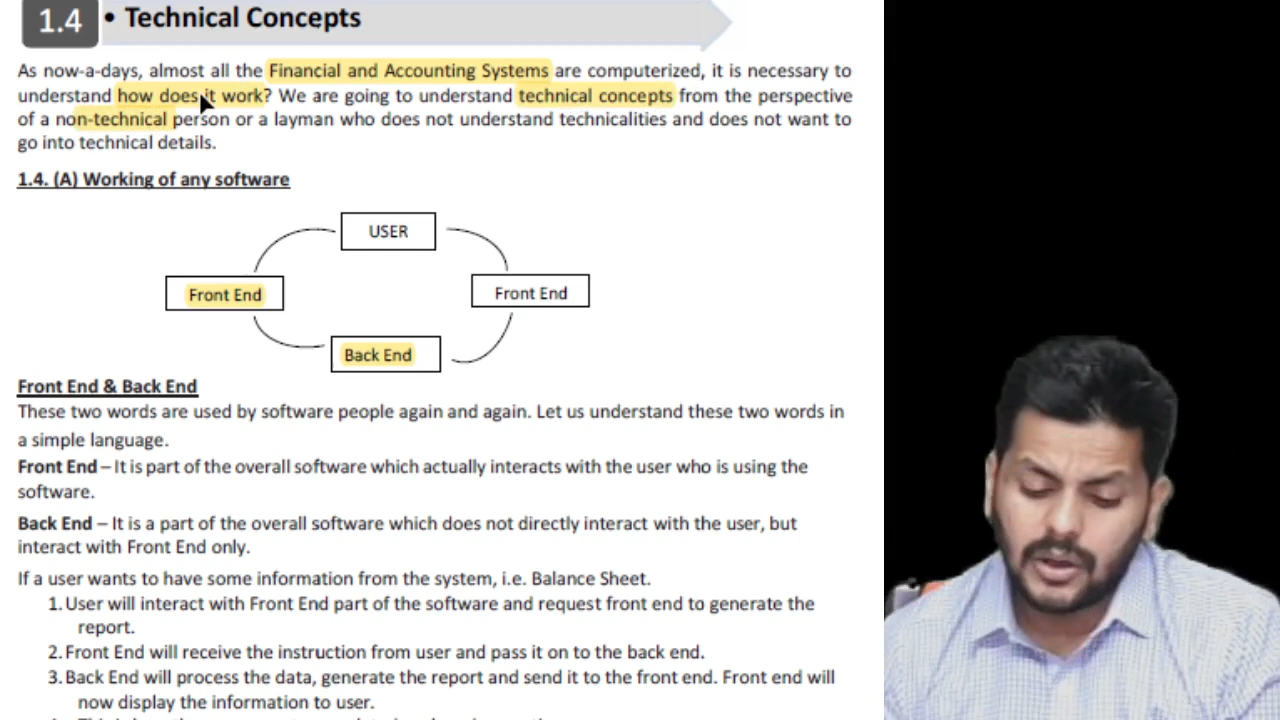 1.4 • Technical Concepts
As now-a-days, almost all the Financial and Accounting Systems are computerized, it is necessary to
understand how does it work? We are going to understand technical concepts from the perspective
of a non-technical person or a layman who does not understand technicalities and does not want to
go into technical details.
1.4. (A) Working of any software
USER
Front End
Front End
Back End
Front End & Back End
These two words are used by software people again and again. Let us understand these two words in
a simple language.
Front End – It is part of the overall software which actually interacts with the user who is using the
software.
Back End – It is a part of the overall software which does not directly interact with the user, but
interact with Front End only.
If a user wants to have some information from the system, i.e. Balance Sheet.
1. User will interact with Front End part of the software and request front end to generate the
report.
2. Front End will receive the instruction from user and pass it on to the back end.
3. Back End will process the data, generate the report and send it to the front end. Front end will
now display the information to user.